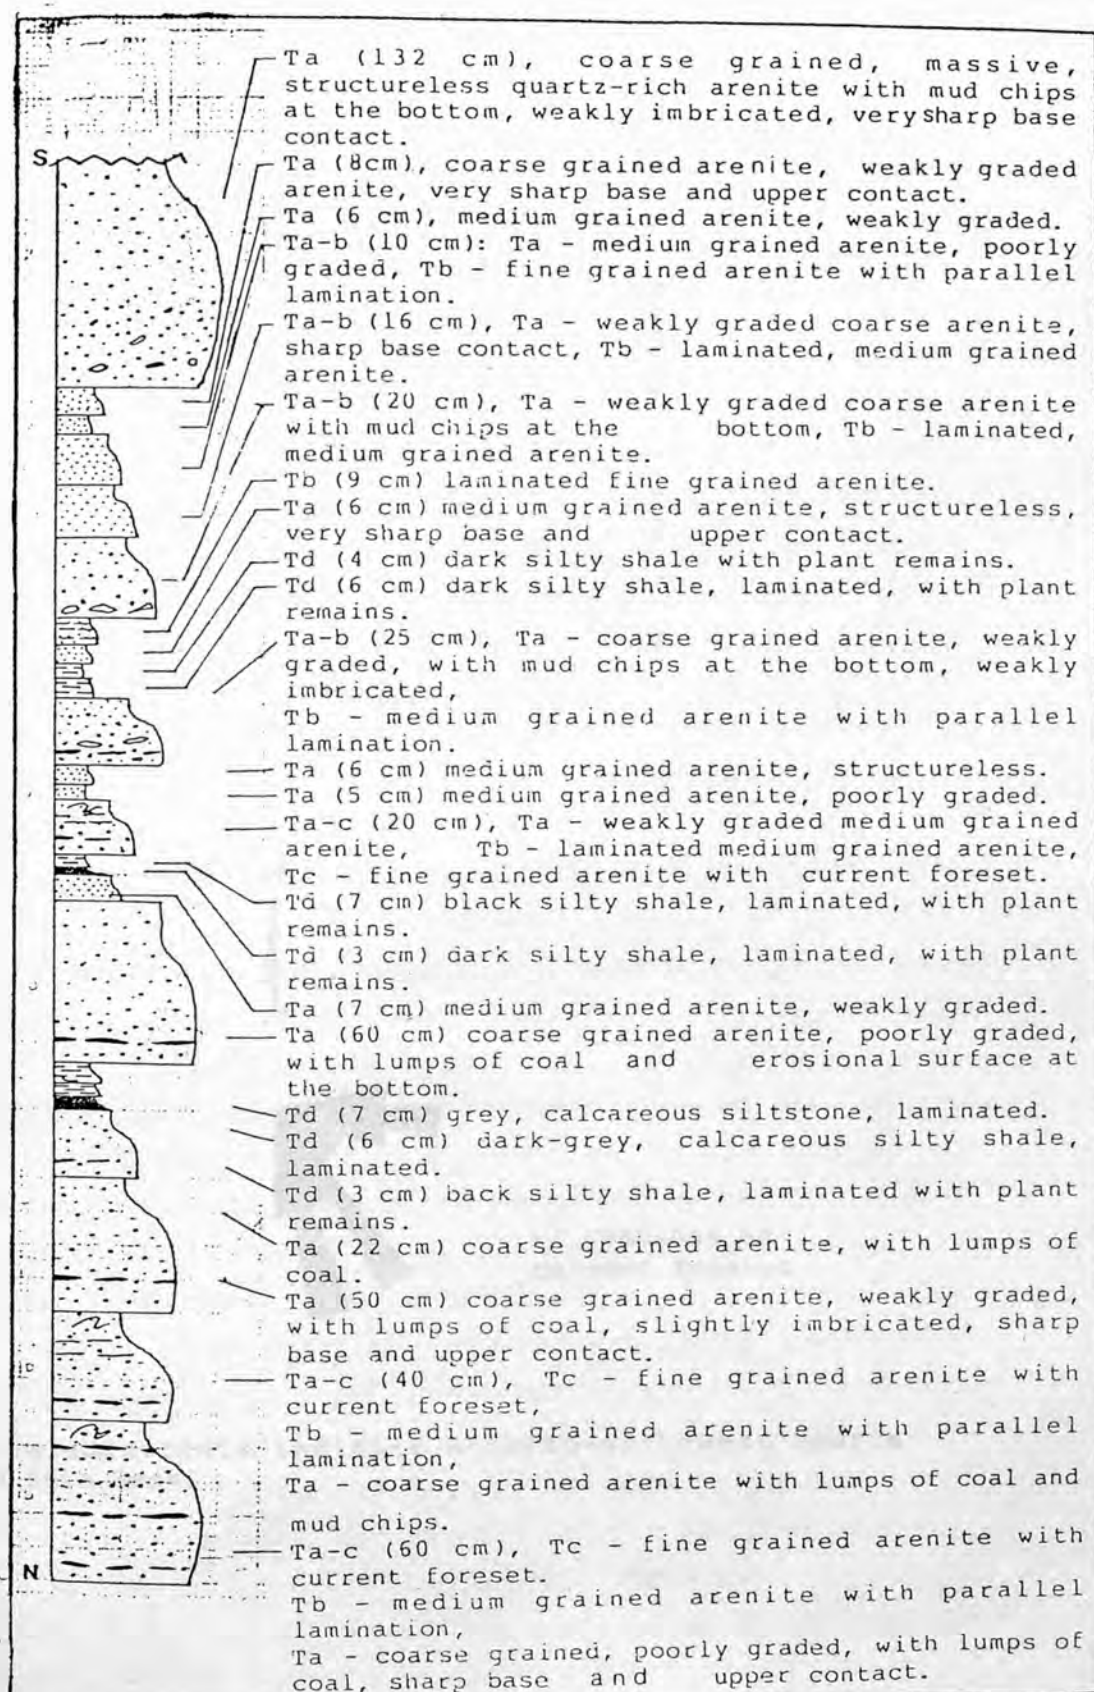 Ta (132 cm), coarse grained, massive,
structureless quartz-rich arenite with mud chips
at the bottom, weakly imbricated, very sharp base
contact.
S
Ta (8cm), coarse grained arenite, weakly graded
arenite, very sharp base and upper contact.
Ta (6 cm), medium grained arenite, weakly graded.
Ta-b (10 cm): Ta - medium grained arenite, poorly
graded, Tb - fine grained arenite with parallel
lamination.
Ta-b (16 cm), Ta - weakly graded coarse arenite,
sharp base contact, Tb - laminated, medium grained
arenite.
Ta-b (20 cm), Ta - weakly graded coarse arenite
with mud chips at the bottom, Tb - laminated,
medium grained arenite.
Tb (9 cm) laminated fine grained arenite.
Ta (6 cm) medium grained arenite, structureless,
very sharp base and upper contact.
Td (4 cm) dark silty shale with plant remains.
Td (6 cm) dark silty shale, laminated, with plant
remains.
Ta-b (25 cm), Ta - coarse grained arenite, weakly
graded, with mud chips at the bottom, weakly
imbricated,
Tb - medium grained arenite with parallel
lamination.
Ta (6 cm) medium grained arenite, structureless.
Ta (5 cm) medium grained arenite, poorly graded.
Ta-c (20 cm), Ta - weakly graded medium grained
arenite, Tb - laminated medium grained arenite,
Tc - fine grained arenite with current foreset.
Td (7 cm) black silty shale, laminated, with plant
remains.
Td (3 cm) dark silty shale, laminated, with plant
remains.
Ta (7 cm) medium grained arenite, weakly graded.
Ta (60 cm) coarse grained arenite, poorly graded,
with lumps of coal and erosional surface at
the bottom.
Td (7 cm) grey, calcareous siltstone, laminated.
Td (6 cm) dark-grey, calcareous silty shale,
laminated.
Td (3 cm) back silty shale, laminated with plant
remains.
Ta (22 cm) coarse grained arenite, with lumps of
coal.
Ta (50 cm) coarse grained arenite, weakly graded,
with lumps of coal, slightly imbricated, sharp
base and upper contact.
Ta-c (40 cm), Tc - fine grained arenite with
current foreset,
Tb - medium grained arenite with parallel
lamination,
Ta - coarse grained arenite with lumps of coal and
mud chips.
Ta-c (60 cm), Tc - fine grained arenite with
current foreset.
N
Tb - medium grained arenite with parallel
lamination,
Ta - coarse grained, poorly graded, with lumps of
coal, sharp base and upper contact.